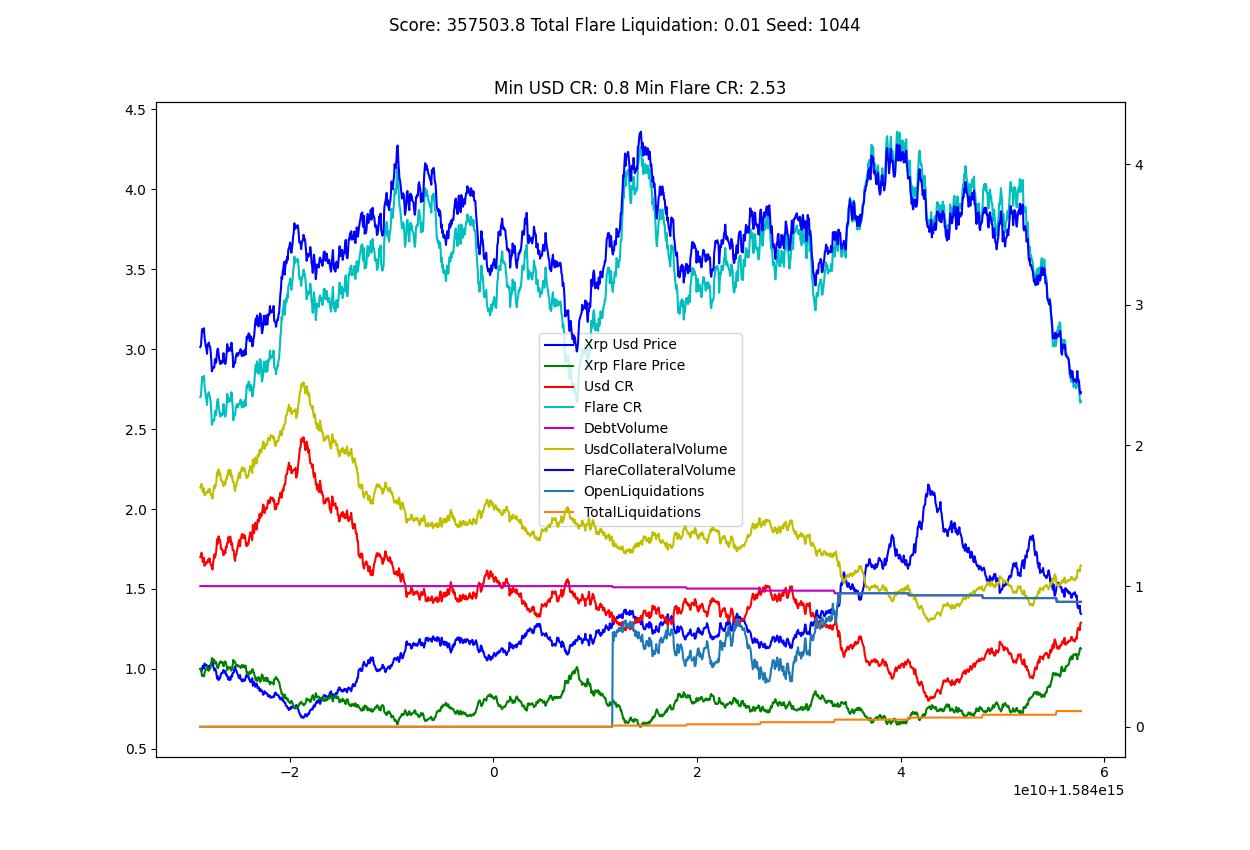 Score: 357503.8 Total Flare Liquidation: 0.01 Seed: 1044
Min USD CR: 0.8 Min Flare CR: 2.53
4.5
4.0
3.5
3.0
2.5
2.0
1.5
1.0
0.5
4
3
2
1
0
Xrp Usd Price
Xrp Flare Price
Usd CR
Flare CR
DebtVolume
UsdCollateralVolume
FlareCollateralVolume
OpenLiquidations
TotalLiquidations
−2 0 2 4 6
1e10+1.584e15